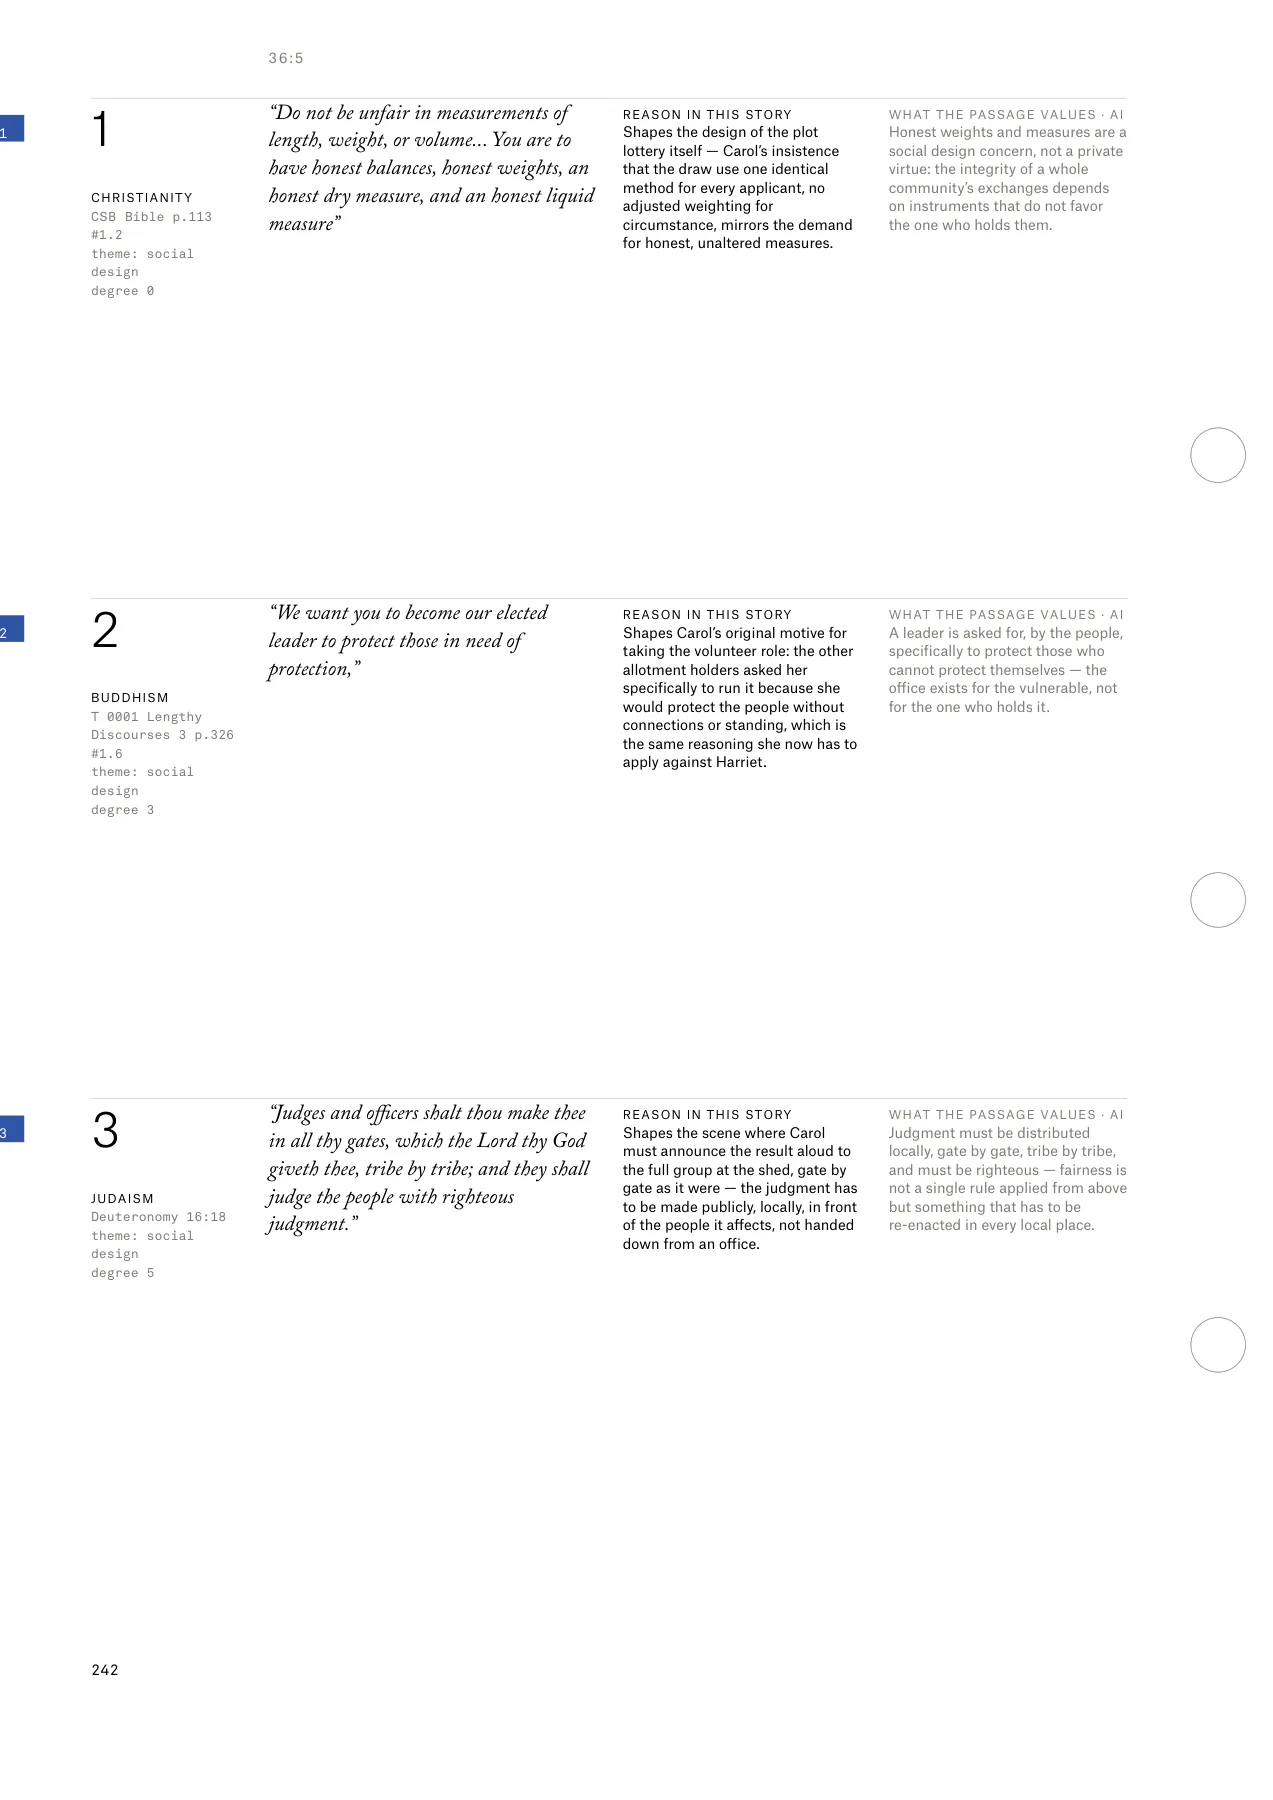 36:5
1
1
CHRISTIANITY
CSB Bible p.113
#1.2
theme: social
design
degree 0
“Do not be unfair in measurements of
length, weight, or volume... You are to
have honest balances, honest weights, an
honest dry measure, and an honest liquid
measure”
REASON IN THIS STORY
Shapes the design of the plot
lottery itself — Carol’s insistence
that the draw use one identical
method for every applicant, no
adjusted weighting for
circumstance, mirrors the demand
for honest, unaltered measures.
WHAT THE PASSAGE VALUES · AI
Honest weights and measures are a
social design concern, not a private
virtue: the integrity of a whole
community’s exchanges depends
on instruments that do not favor
the one who holds them.
2
2
BUDDHISM
T 0001 Lengthy
Discourses 3 p.326
#1.6
theme: social
design
degree 3
“We want you to become our elected
leader to protect those in need of
protection,”
REASON IN THIS STORY
Shapes Carol’s original motive for
taking the volunteer role: the other
allotment holders asked her
specifically to run it because she
would protect the people without
connections or standing, which is
the same reasoning she now has to
apply against Harriet.
WHAT THE PASSAGE VALUES · AI
A leader is asked for, by the people,
specifically to protect those who
cannot protect themselves — the
office exists for the vulnerable, not
for the one who holds it.
3
3
JUDAISM
Deuteronomy 16:18
theme: social
design
degree 5
“Judges and officers shalt thou make thee
in all thy gates, which the Lord thy God
giveth thee, tribe by tribe; and they shall
judge the people with righteous
judgment.”
REASON IN THIS STORY
Shapes the scene where Carol
must announce the result aloud to
the full group at the shed, gate by
gate as it were — the judgment has
to be made publicly, locally, in front
of the people it affects, not handed
down from an office.
WHAT THE PASSAGE VALUES · AI
Judgment must be distributed
locally, gate by gate, tribe by tribe,
and must be righteous — fairness is
not a single rule applied from above
but something that has to be
re-enacted in every local place.
242